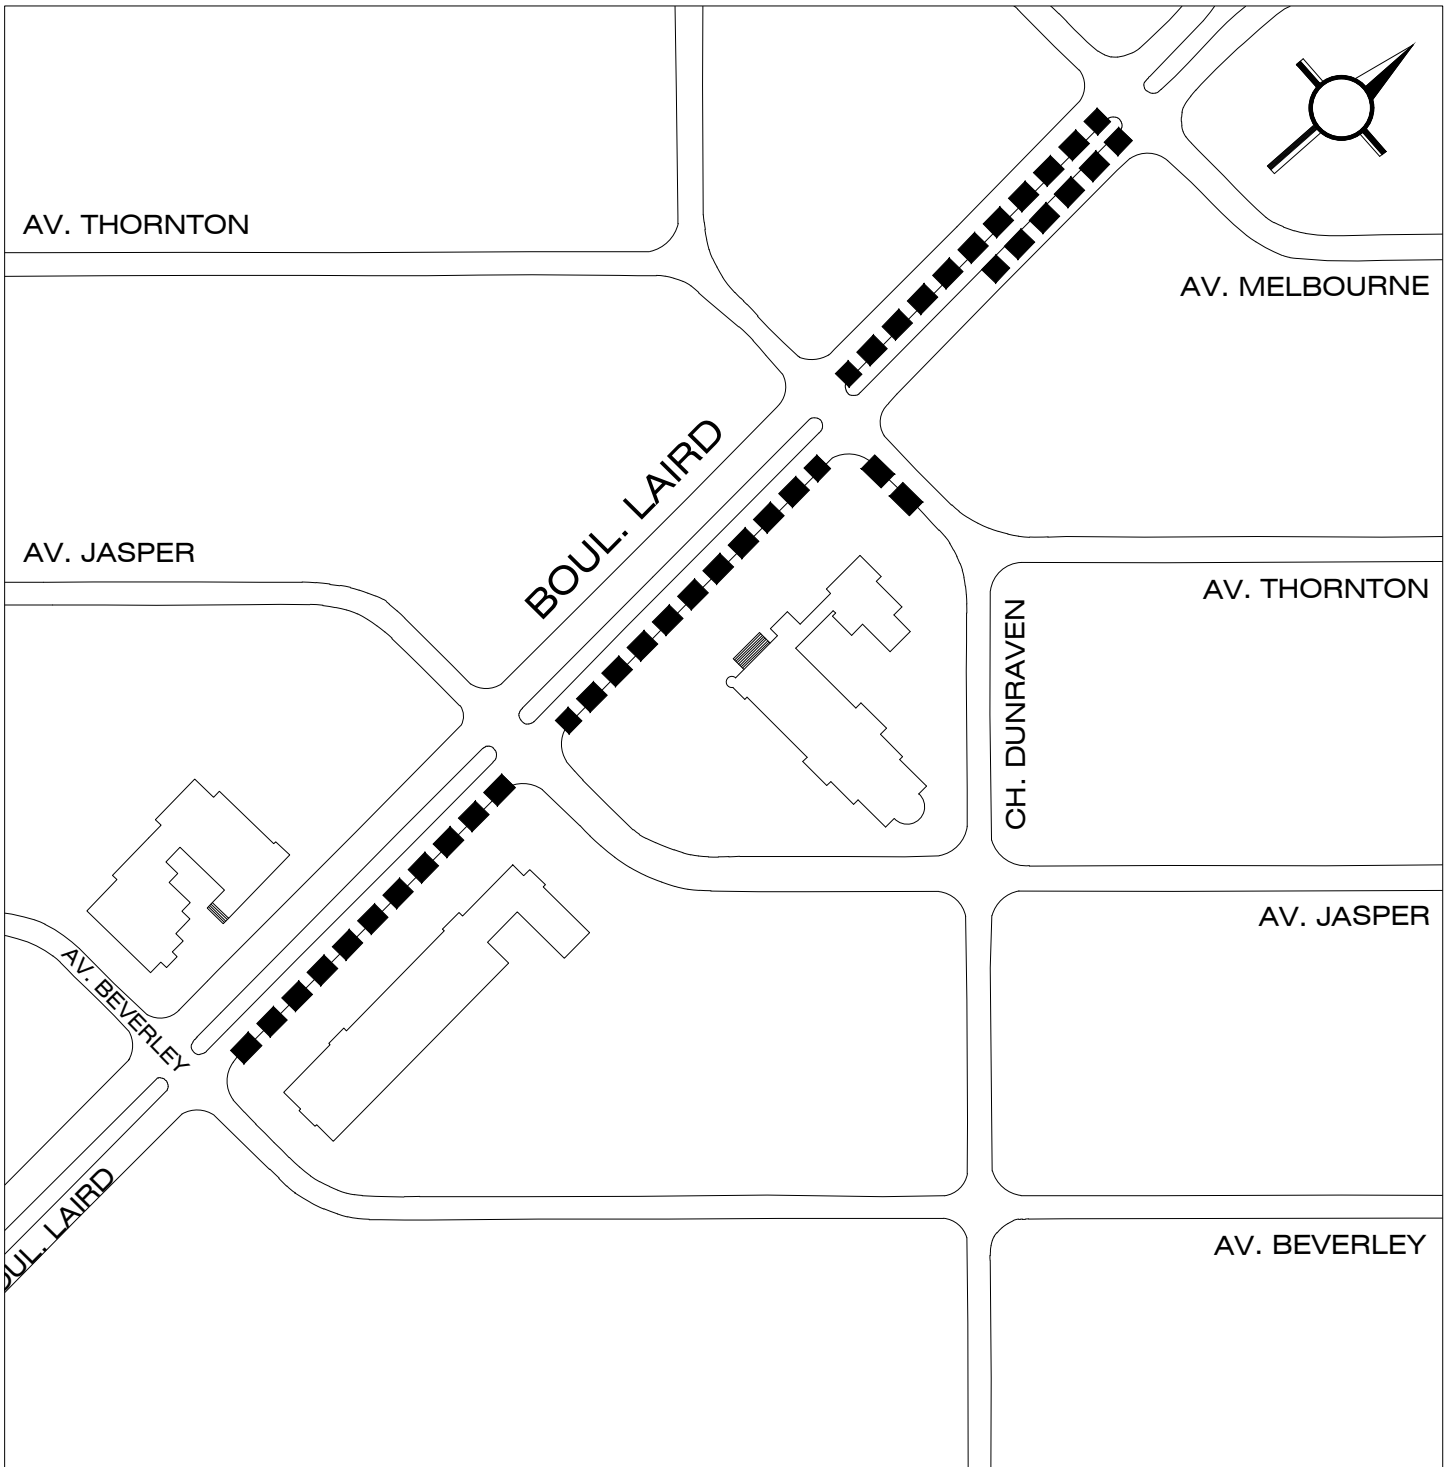 AV. THORNTON
AV. MELBOURNE
BOUL. LAIRD
AV. JASPER
AV. THORNTON
CH. DUNRAVEN
AV. JASPER
AV. BEVERLEY
OUL. LAIRD
AV. BEVERLEY